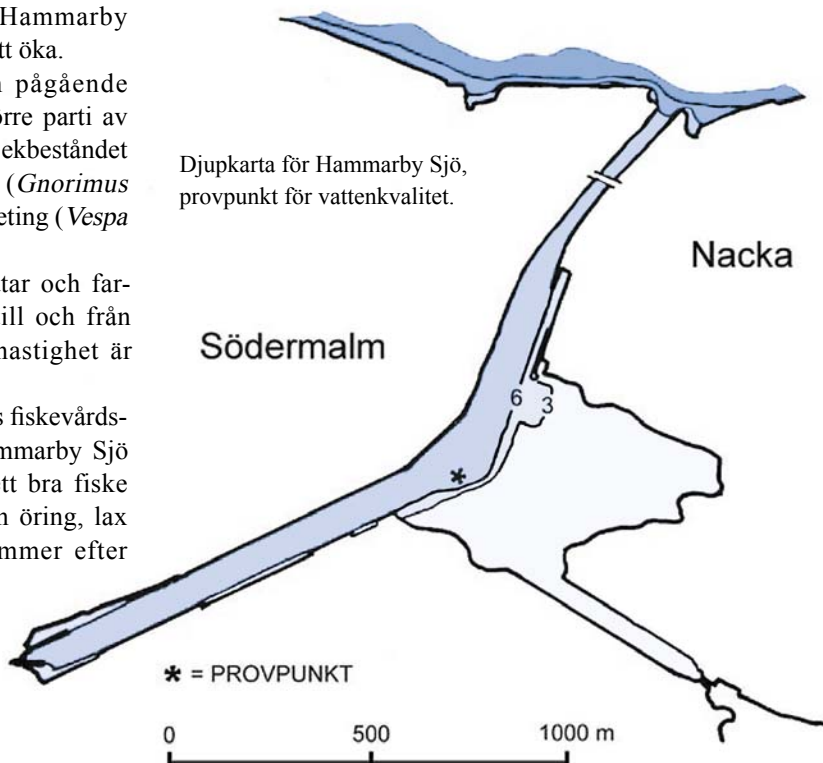 Hammarby
tt öka.
pågående
örre parti av
ekbeståndet
(Gnorimus
eting (Vespa
tar och far-
ill och från
hastighet är
s fiskevårds-
mmarby Sjö
ett bra fiske
n öring, lax
mmer efter
Djupkarta för Hammarby Sjö,
provpunkt för vattenkvalitet.
Nacka
Södermalm
6 3
*
* = PROVPUNKT
0 500 1000 m